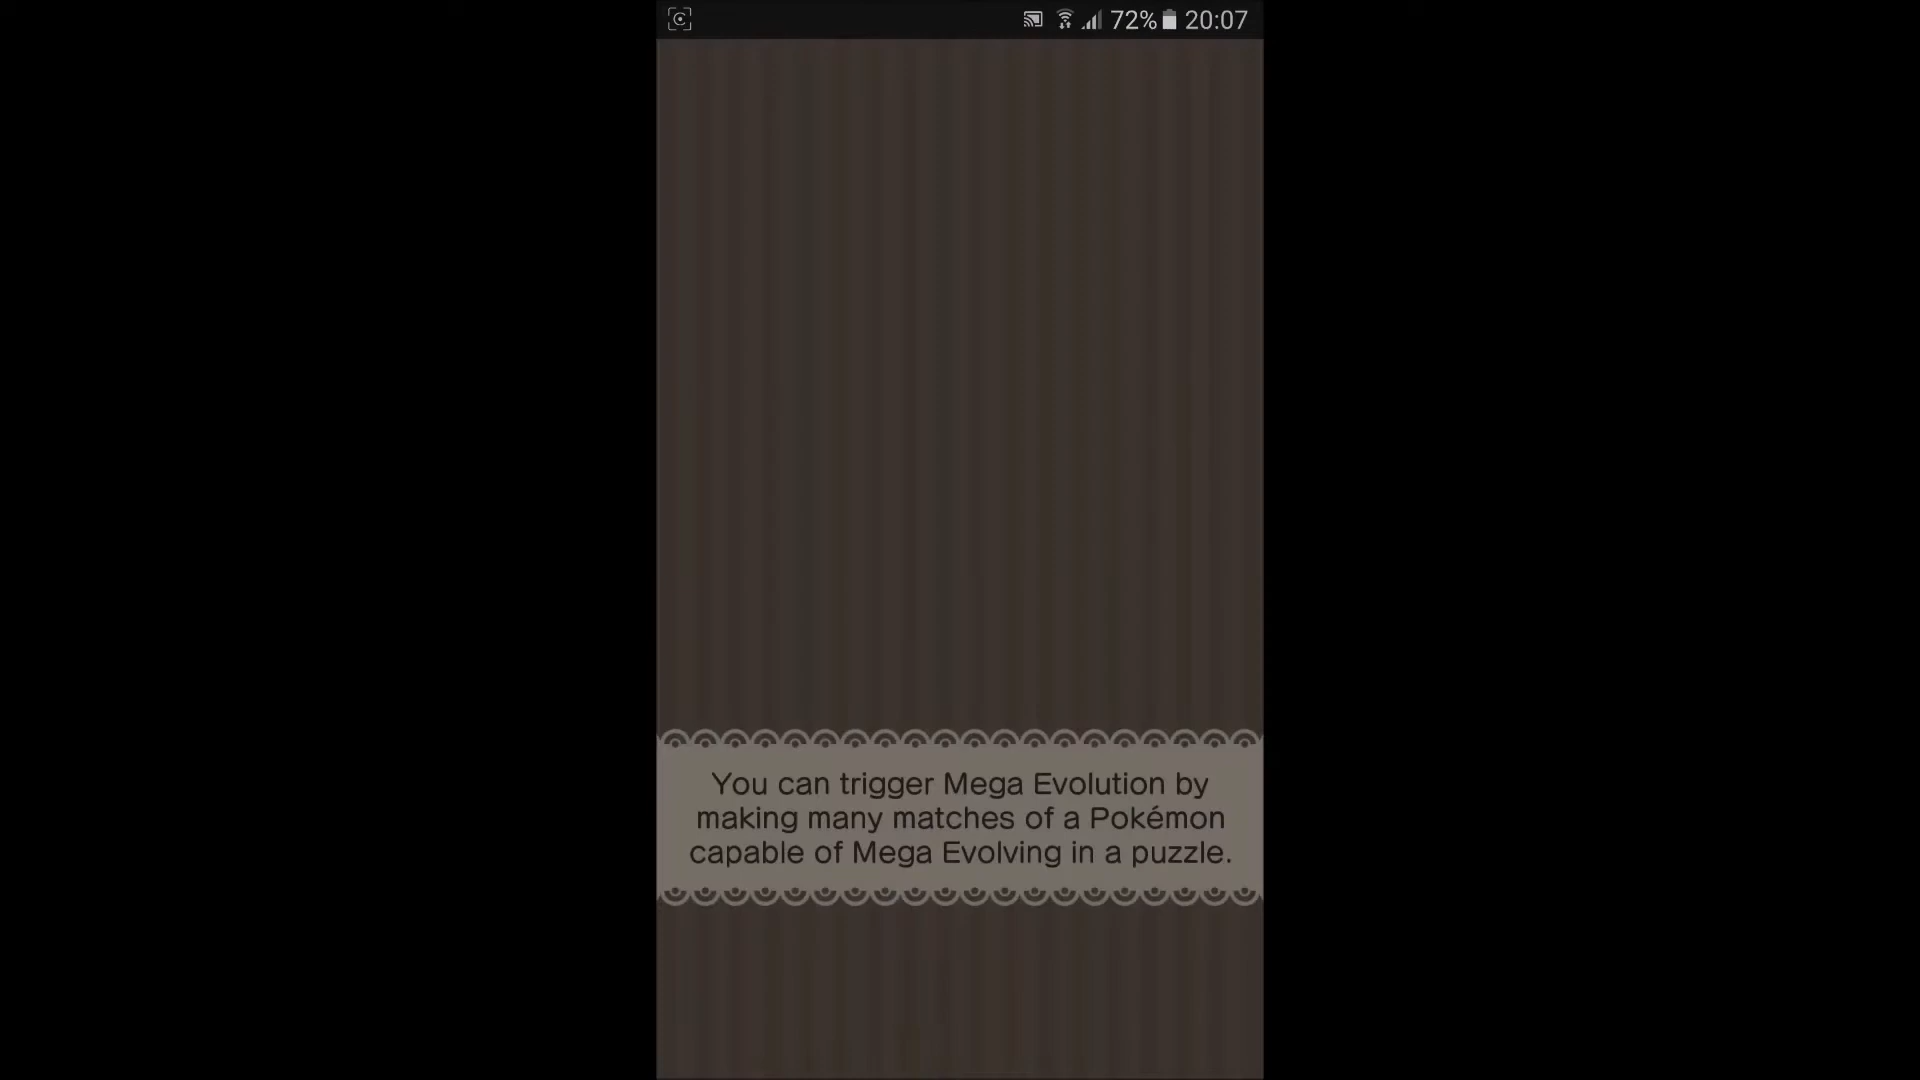 72% 20:07
You can trigger Mega Evolution by
making many matches of a Pokémon
capable of Mega Evolving in a puzzle.